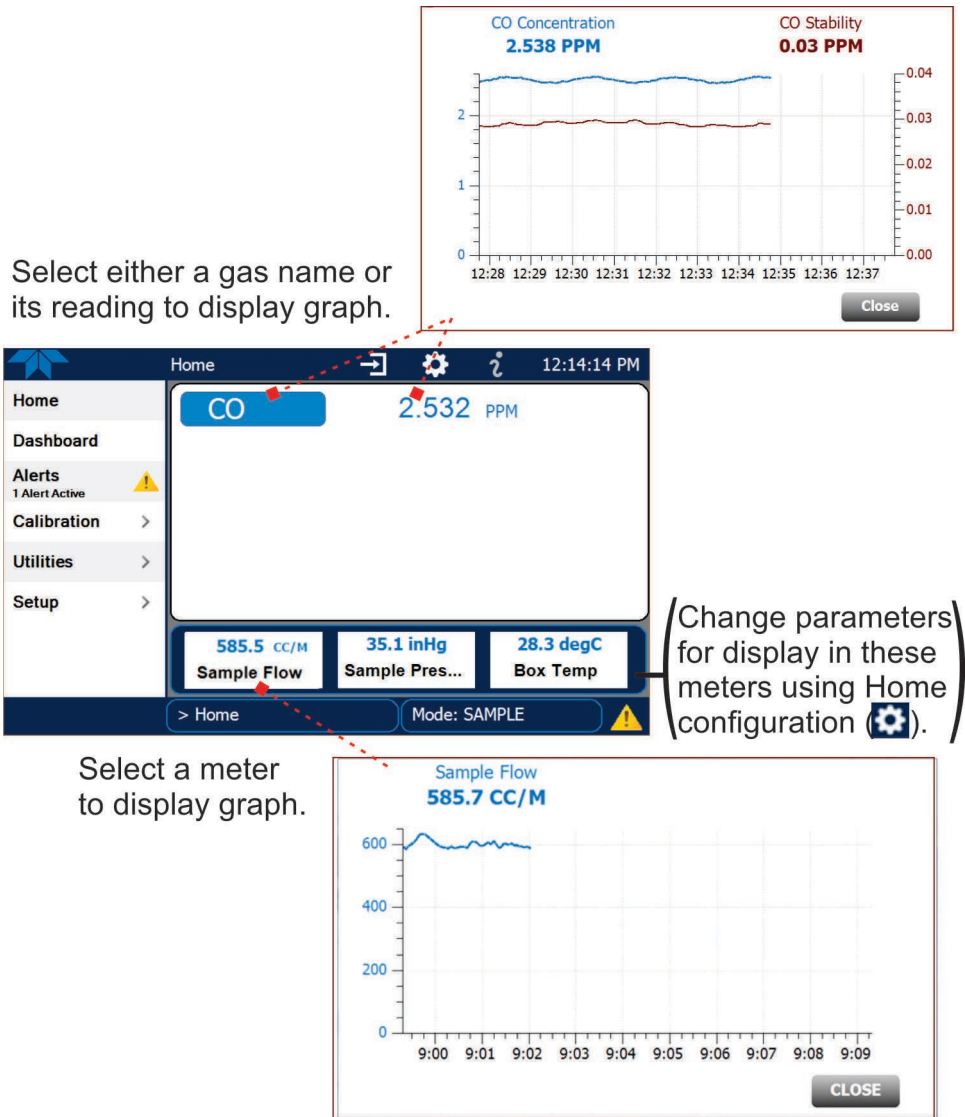 CO Concentration
2.538 PPM
CO Stability
0.03 PPM
2
1
0
0.04
0.03
0.02
0.01
0.00
12:28 12:29 12:30 12:31 12:32 12:33 12:34 12:35 12:36 12:37
Close
Select either a gas name or
its reading to display graph.
Home
12:14:14 PM
Home
Dashboard
Alerts
1 Alert Active
Calibration >
Utilities >
Setup >
CO
2.532 PPM
585.5 CC/M
Sample Flow
35.1 inHg
Sample Pres...
28.3 degC
Box Temp
> Home
Mode: SAMPLE
(Change parameters
for display in these
meters using Home
configuration ( ).)
Select a meter
to display graph.
Sample Flow
585.7 CC/M
600
400
200
0
9:00 9:01 9:02 9:03 9:04 9:05 9:06 9:07 9:08 9:09
CLOSE